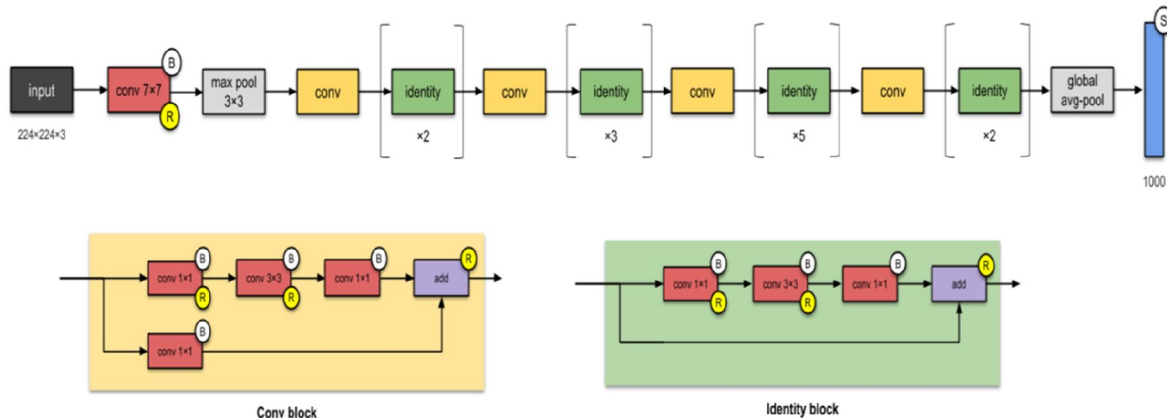 input
224×224×3
conv 7×7
B
R
max pool
3×3
conv
identity
×2
conv
identity
×3
conv
identity
×5
conv
identity
×2
global
avg-pool
S
1000
conv 1×1
B
R
conv 3×3
B
R
conv 1×1
B
add
R
conv 1×1
B
Conv block
conv 1×1
B
R
conv 3×3
B
R
conv 1×1
B
add
R
Identity block